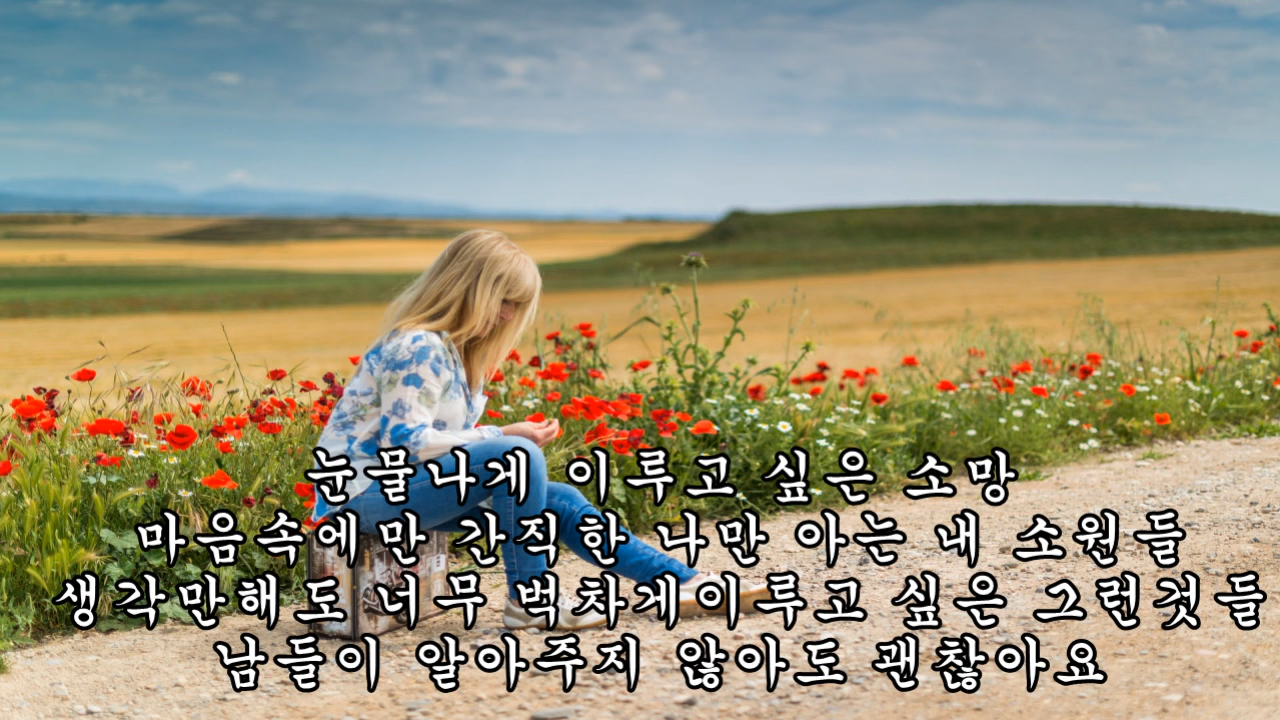 눈물나게 이루고 싶은 소망
마음속에만 간직한 나만 아는 내 소원들
생각만해도 너무 벅차게이루고 싶은 그런것들
남들이 알아주지 않아도 괜찮아요